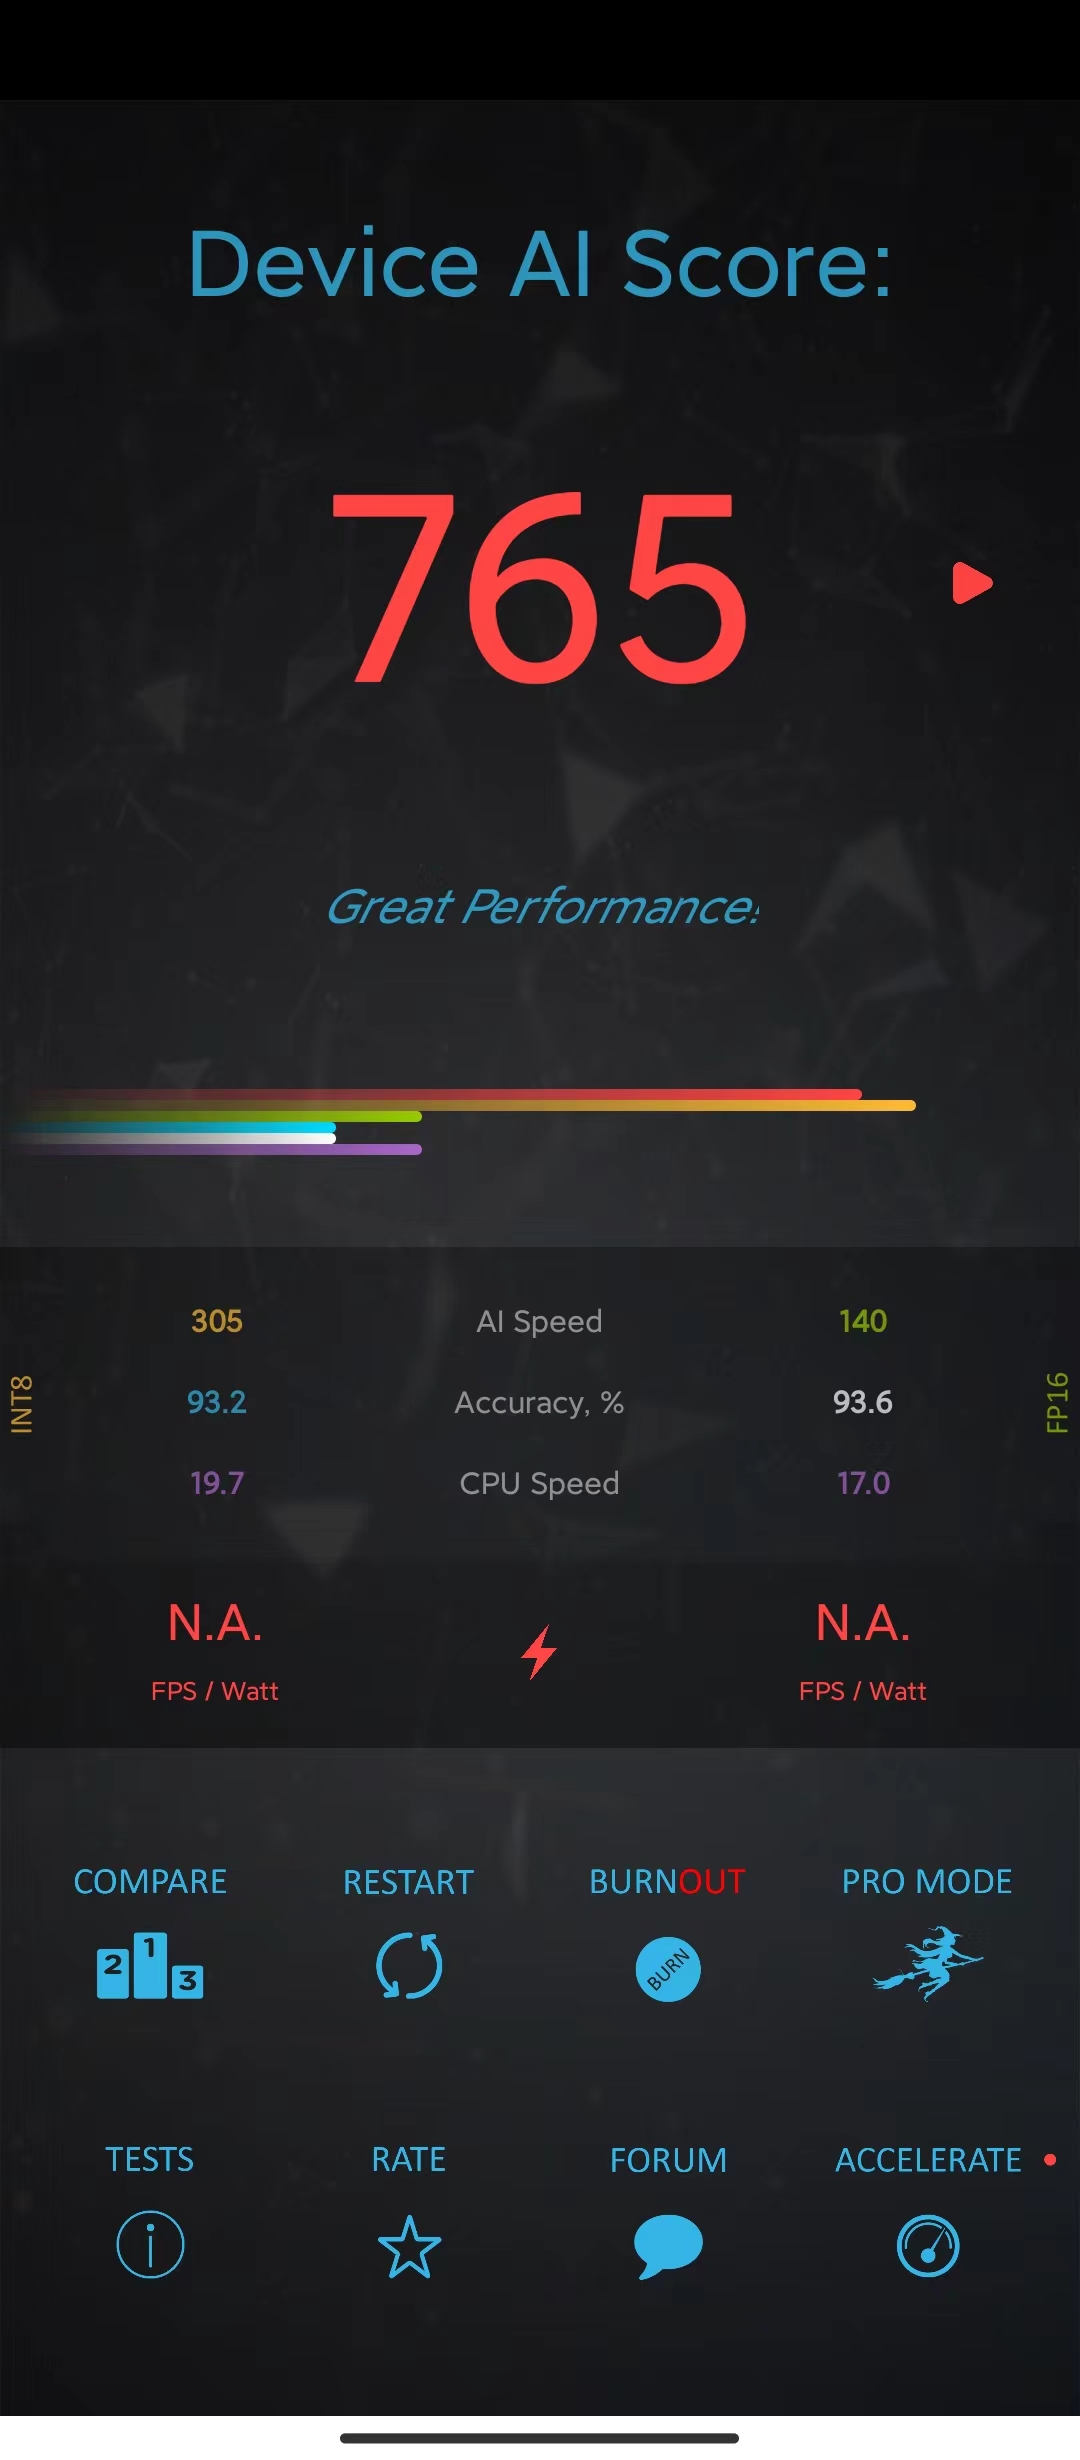 Device AI Score:
765
Great Performance!
305 AI Speed 140
INT8 93.2 Accuracy, % 93.6 FP16
19.7 CPU Speed 17.0
N.A. N.A.
FPS / Watt FPS / Watt
COMPARE RESTART BURNOUT PRO MODE
2 1 3 BURN
TESTS RATE FORUM ACCELERATE